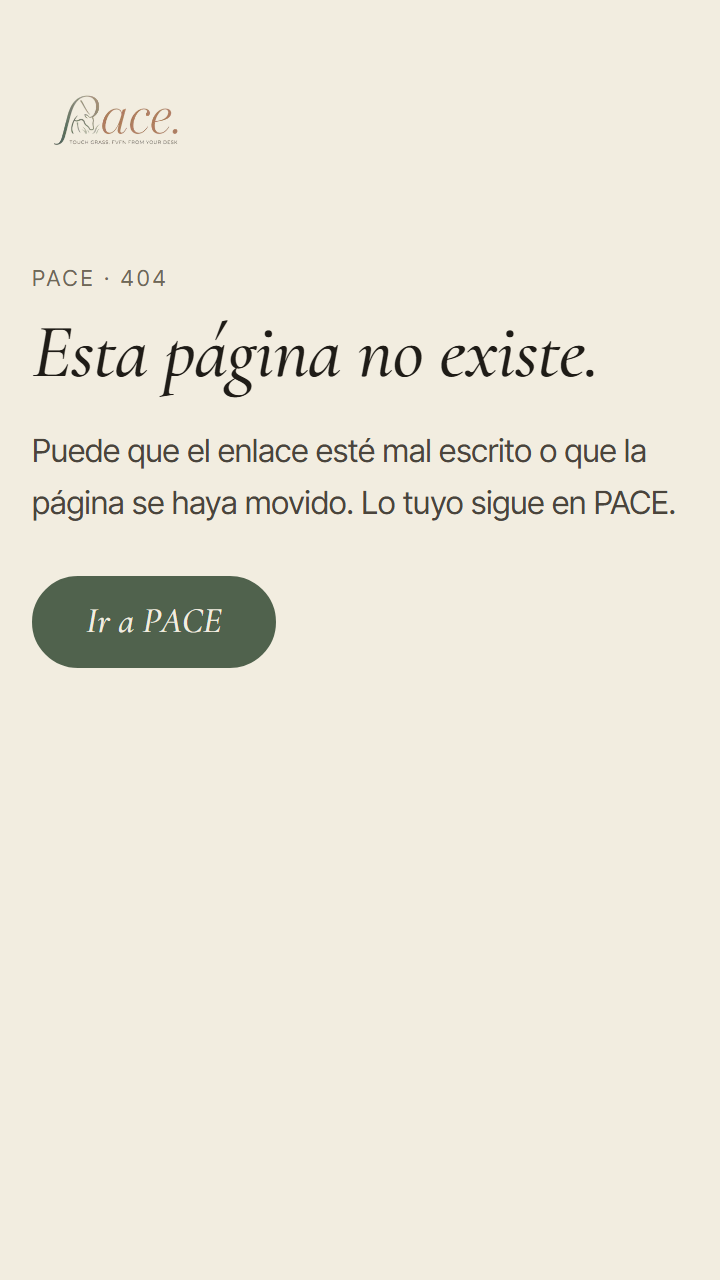 Pace.
TOUCH GRASS. EVEN FROM YOUR DESK
PACE · 404
Esta página no existe.
Puede que el enlace esté mal escrito o que la
página se haya movido. Lo tuyo sigue en PACE.
Ir a PACE